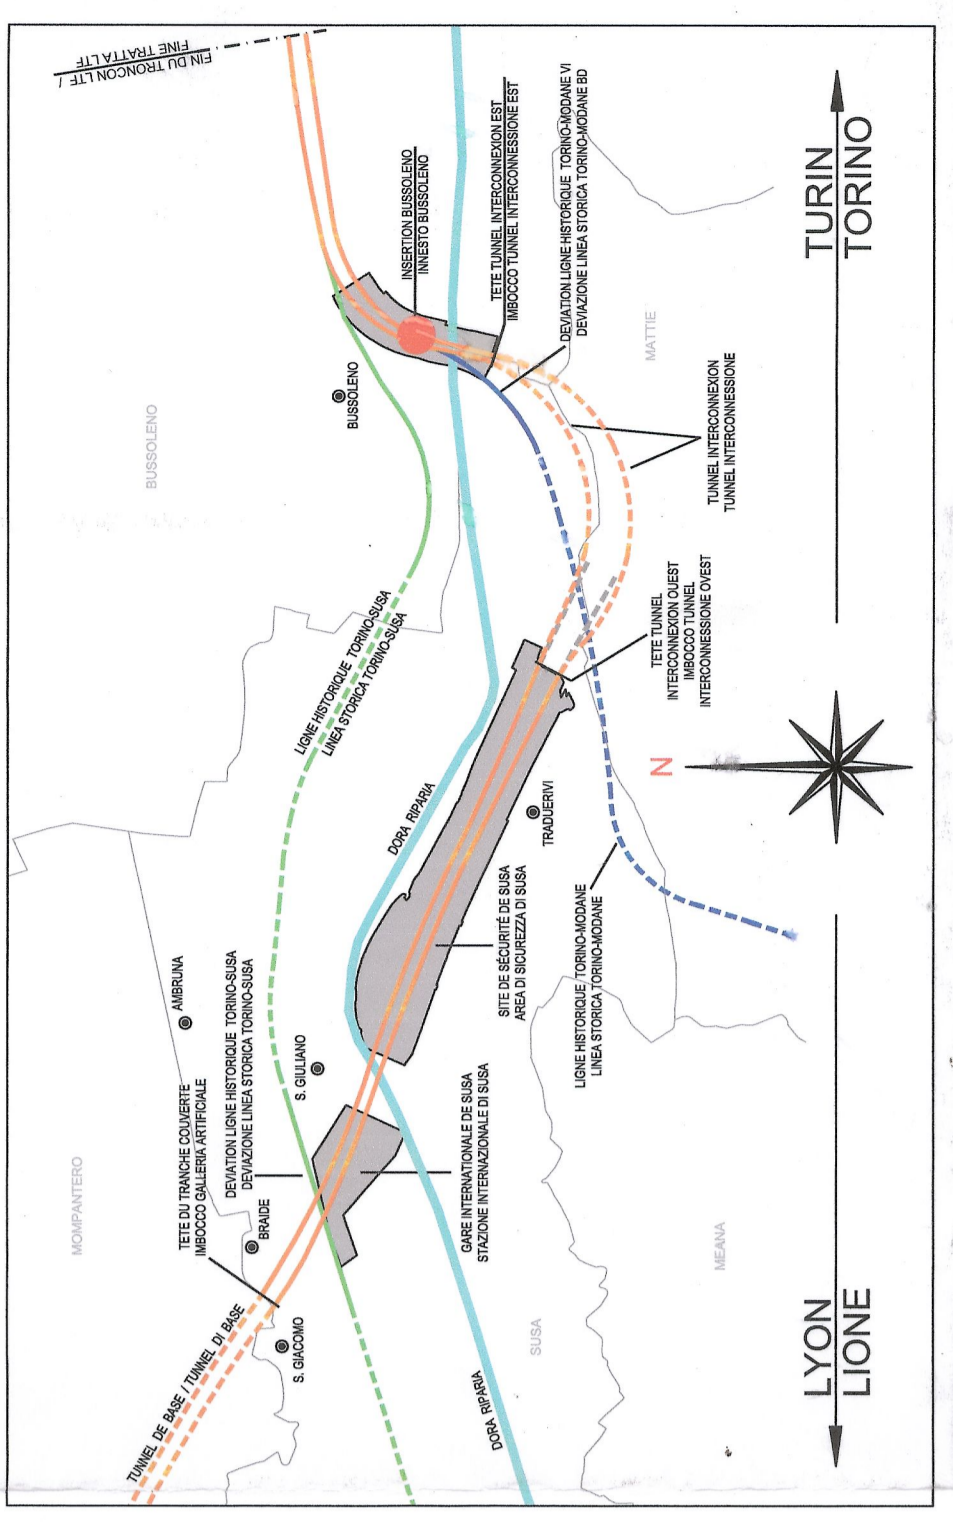 FIN DU TRONCON LTF /
FINE TRATTA LTF
INSERTION BUSSOLENO
INNESTO BUSSOLENO
TETE TUNNEL INTERCONNEXION EST
IMBOCCO TUNNEL INTERCONNESSIONE EST
DEVIATION LIGNE HISTORIQUE TORINO-MODANE VI
DEVIAZIONE LINEA STORICA TORINO-MODANE BD
TURIN
TORINO
BUSSOLENO
BUSSOLENO
MATTIE
TUNNEL INTERCONNEXION
TUNNEL INTERCONNESSIONE
LIGNE HISTORIQUE TORINO-SUSA
LINEA STORICA TORINO-SUSA
TETE TUNNEL
INTERCONNEXION OUEST
IMBOCCO TUNNEL
INTERCONNESSIONE OVEST
N
DORA RIPARIA
TRADUERIVI
SITE DE SÉCURITÉ DE SUSA
AREA DI SICUREZZA DI SUSA
LIGNE HISTORIQUE TORINO-MODANE
LINEA STORICA TORINO-MODANE
AMBRUNA
S. GIULIANO
DEVIATION LIGNE HISTORIQUE TORINO-SUSA
DEVIAZIONE LINEA STORICA TORINO-SUSA
TETE DU TRANCHE COUVERTE
IMBOCCO GALLERIA ARTIFICIALE
MOMPANTERO
BRAIDE
GARE INTERNATIONALE DE SUSA
STAZIONE INTERNAZIONALE DI SUSA
MEANA
SUSA
S. GIACOMO
TUNNEL DE BASE / TUNNEL DI BASE
DORA RIPARIA
LYON
LIONE